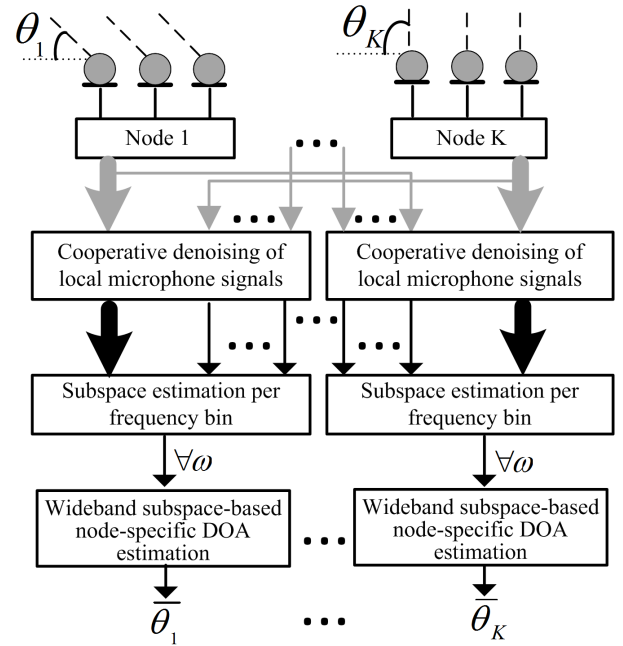 θ₁ θ_K
Node 1 Node K
Cooperative denoising of
local microphone signals
Cooperative denoising of
local microphone signals
Subspace estimation per
frequency bin
Subspace estimation per
frequency bin
∀ω ∀ω
Wideband subspace-based
node-specific DOA
estimation
Wideband subspace-based
node-specific DOA
estimation
θ̅₁ θ̅_K